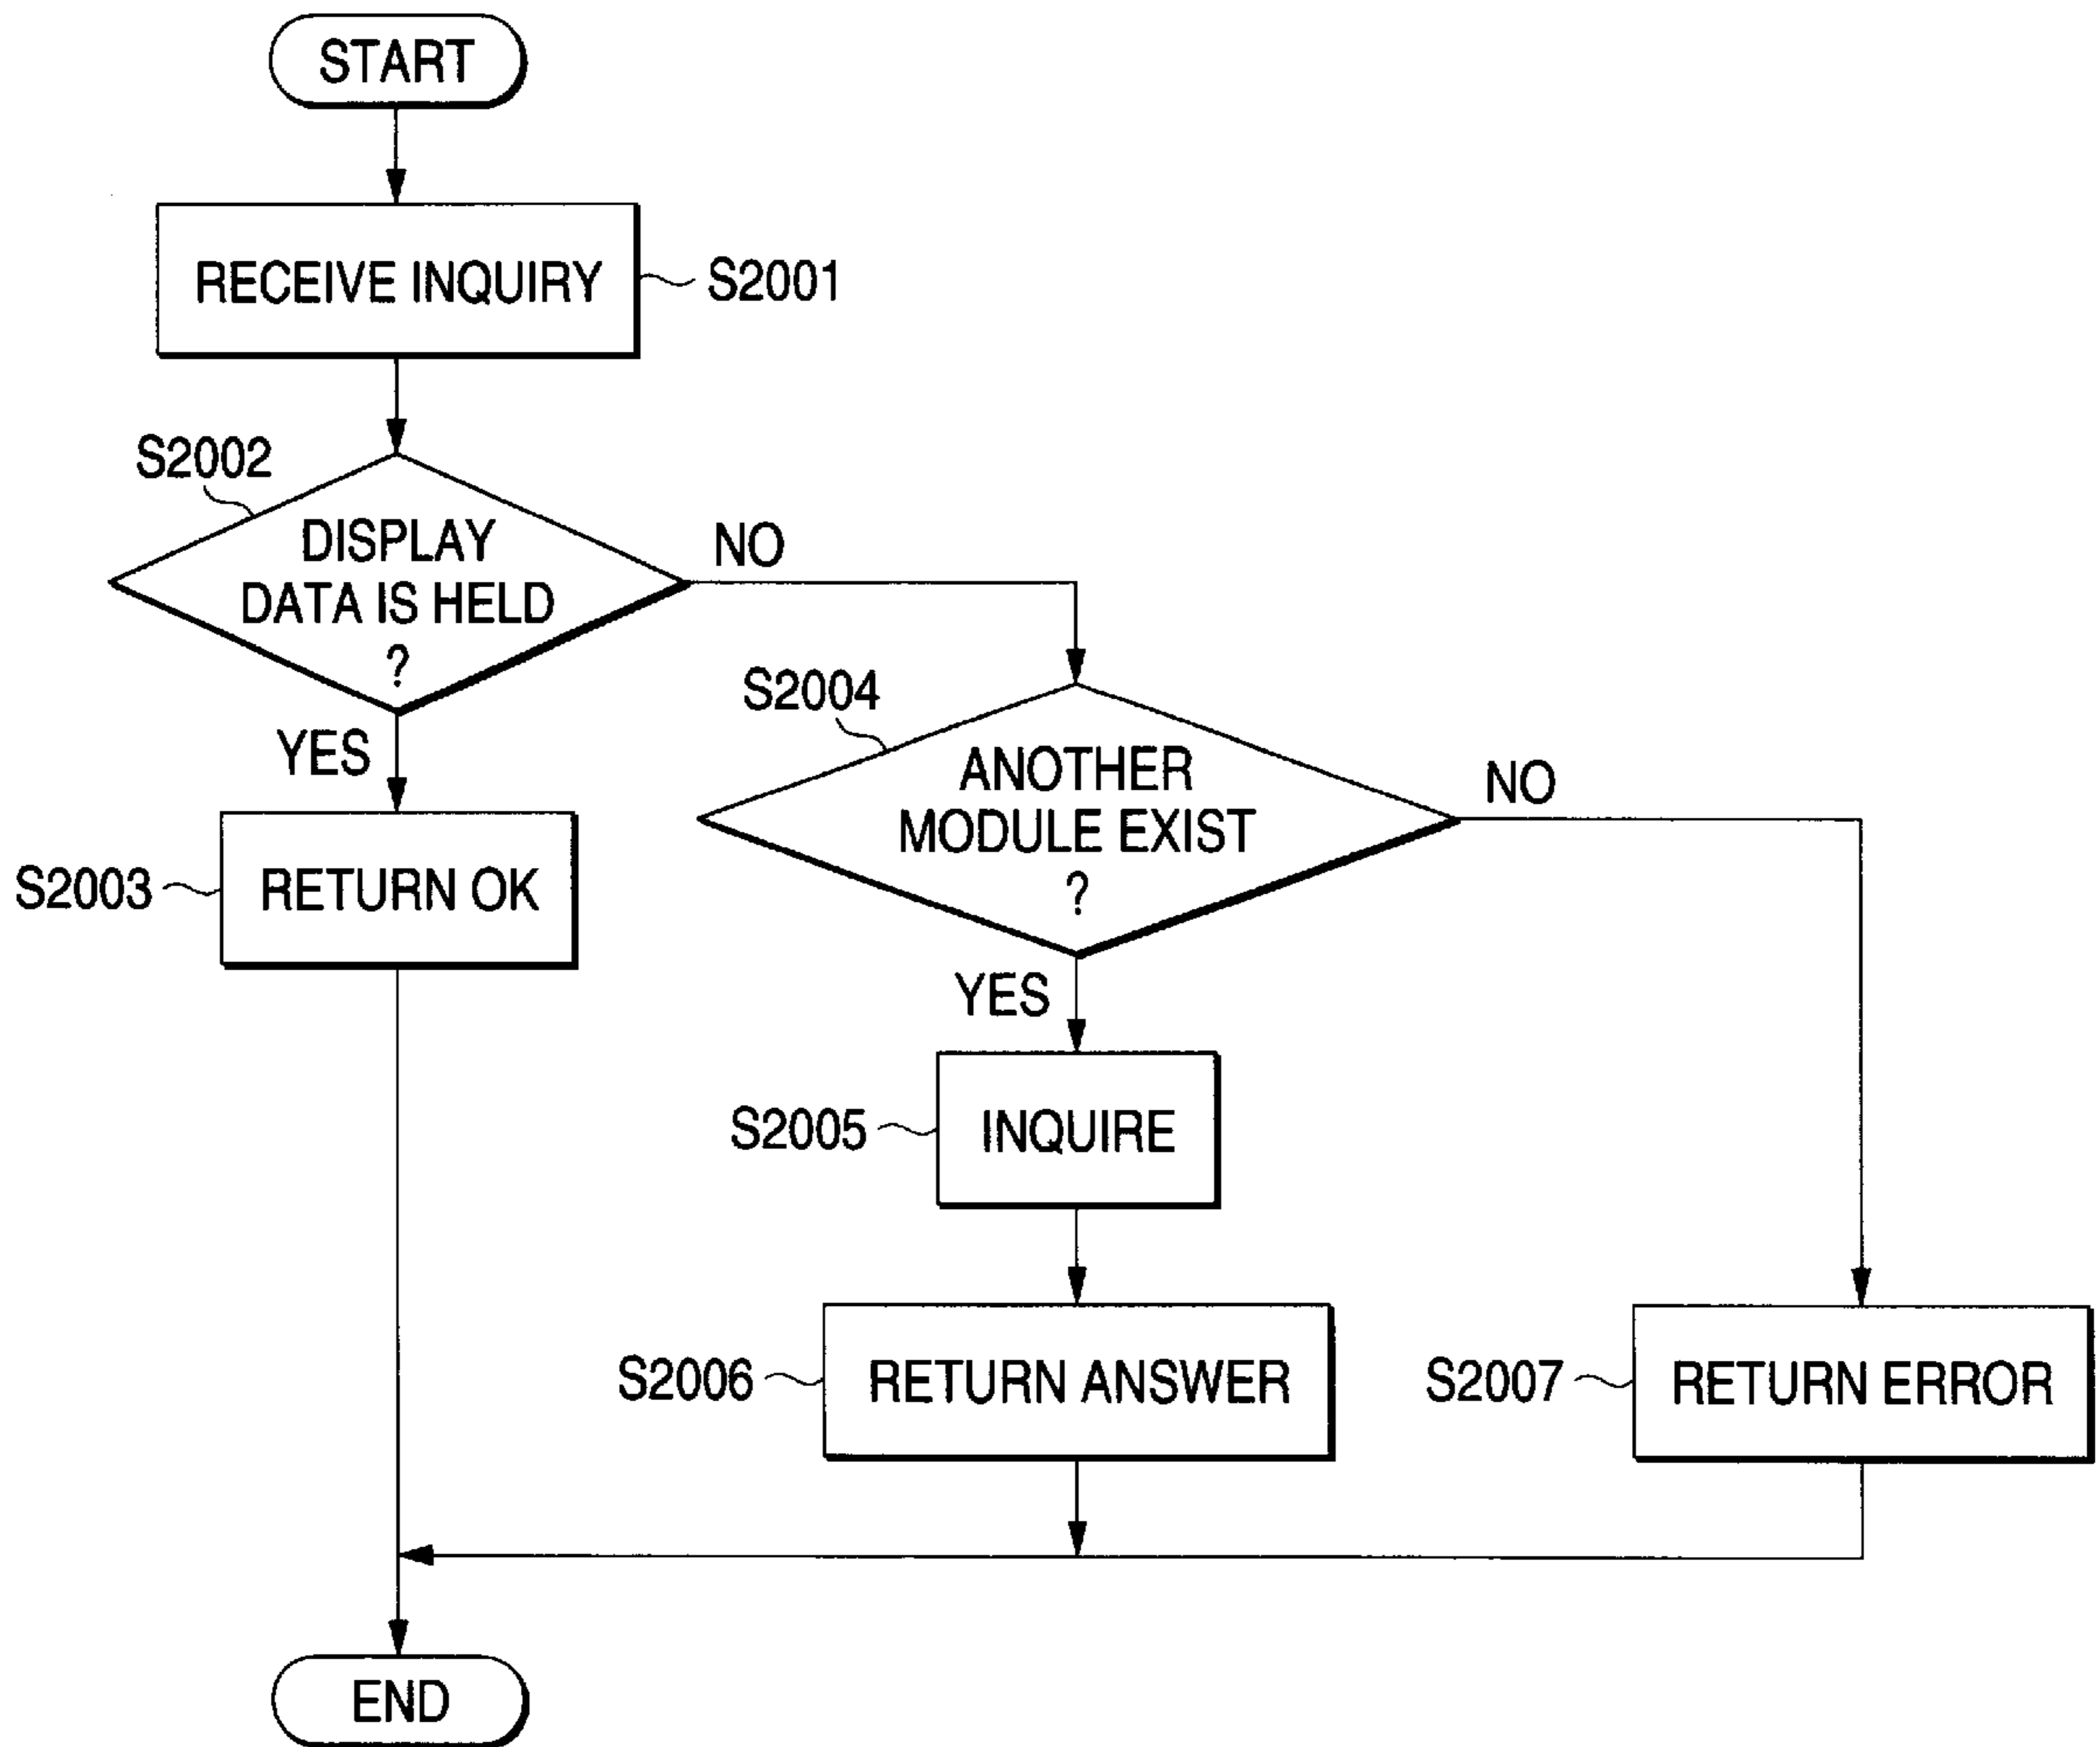 START
RECEIVE INQUIRY
S2001
S2002
DISPLAY
DATA IS HELD
?
NO
YES
S2003
RETURN OK
S2004
ANOTHER
MODULE EXIST
?
NO
YES
S2005
INQUIRE
S2006
RETURN ANSWER
S2007
RETURN ERROR
END